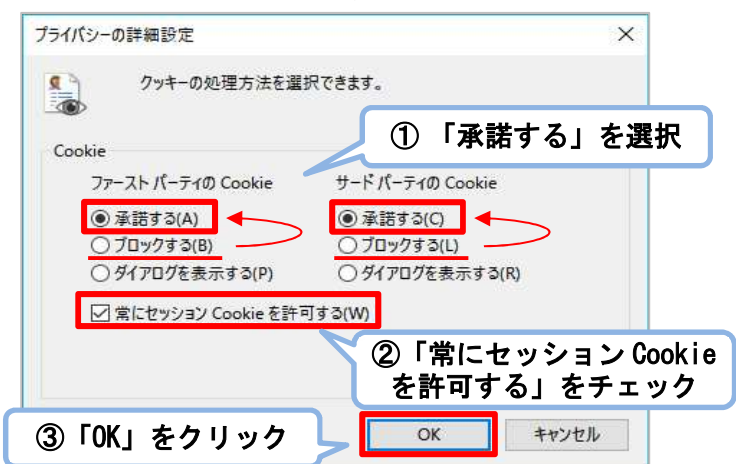 プライバシーの詳細設定
クッキーの処理方法を選択できます。
① 「承諾する」を選択
Cookie
ファースト パーティの Cookie
サード パーティの Cookie
承諾する(A)
承諾する(C)
ブロックする(B)
ブロックする(L)
ダイアログを表示する(P)
ダイアログを表示する(R)
常にセッション Cookie を許可する(W)
②「常にセッション Cookie
を許可する」をチェック
③「OK」をクリック
OK
キャンセル